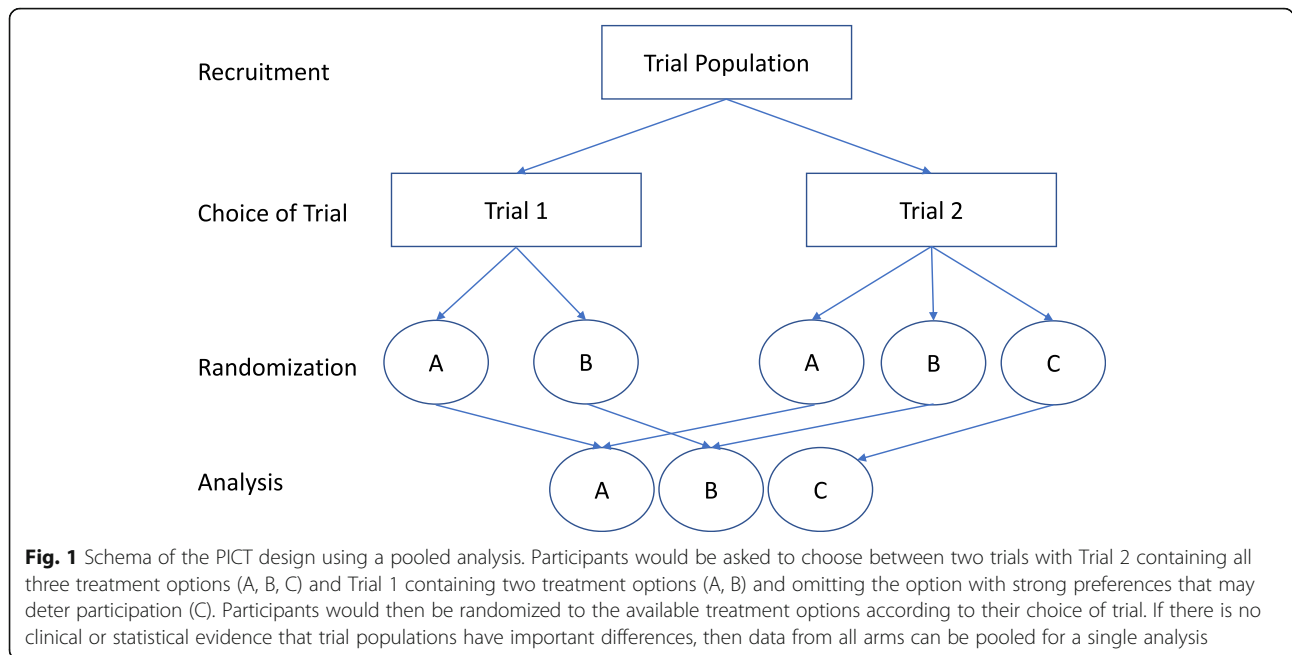 Recruitment
Trial Population
Choice of Trial
Trial 1
Trial 2
Randomization
A
B
A
B
C
Analysis
A
B
C
Fig. 1 Schema of the PICT design using a pooled analysis. Participants would be asked to choose between two trials with Trial 2 containing all
three treatment options (A, B, C) and Trial 1 containing two treatment options (A, B) and omitting the option with strong preferences that may
deter participation (C). Participants would then be randomized to the available treatment options according to their choice of trial. If there is no
clinical or statistical evidence that trial populations have important differences, then data from all arms can be pooled for a single analysis